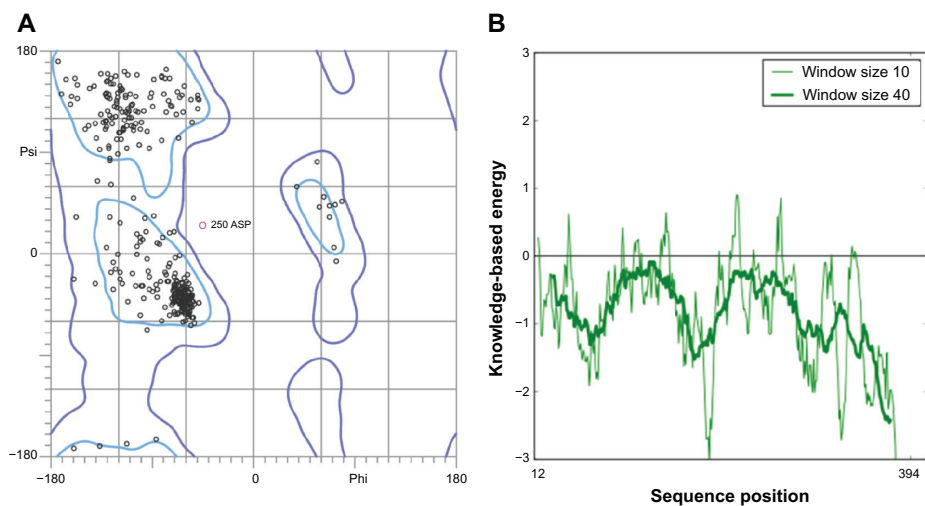 A
180
Psi
0
−180
−180
0
Phi
180
250 ASP
B
Knowledge-based energy
3
2
1
0
−1
−2
−3
12
394
Sequence position
Window size 10
Window size 40